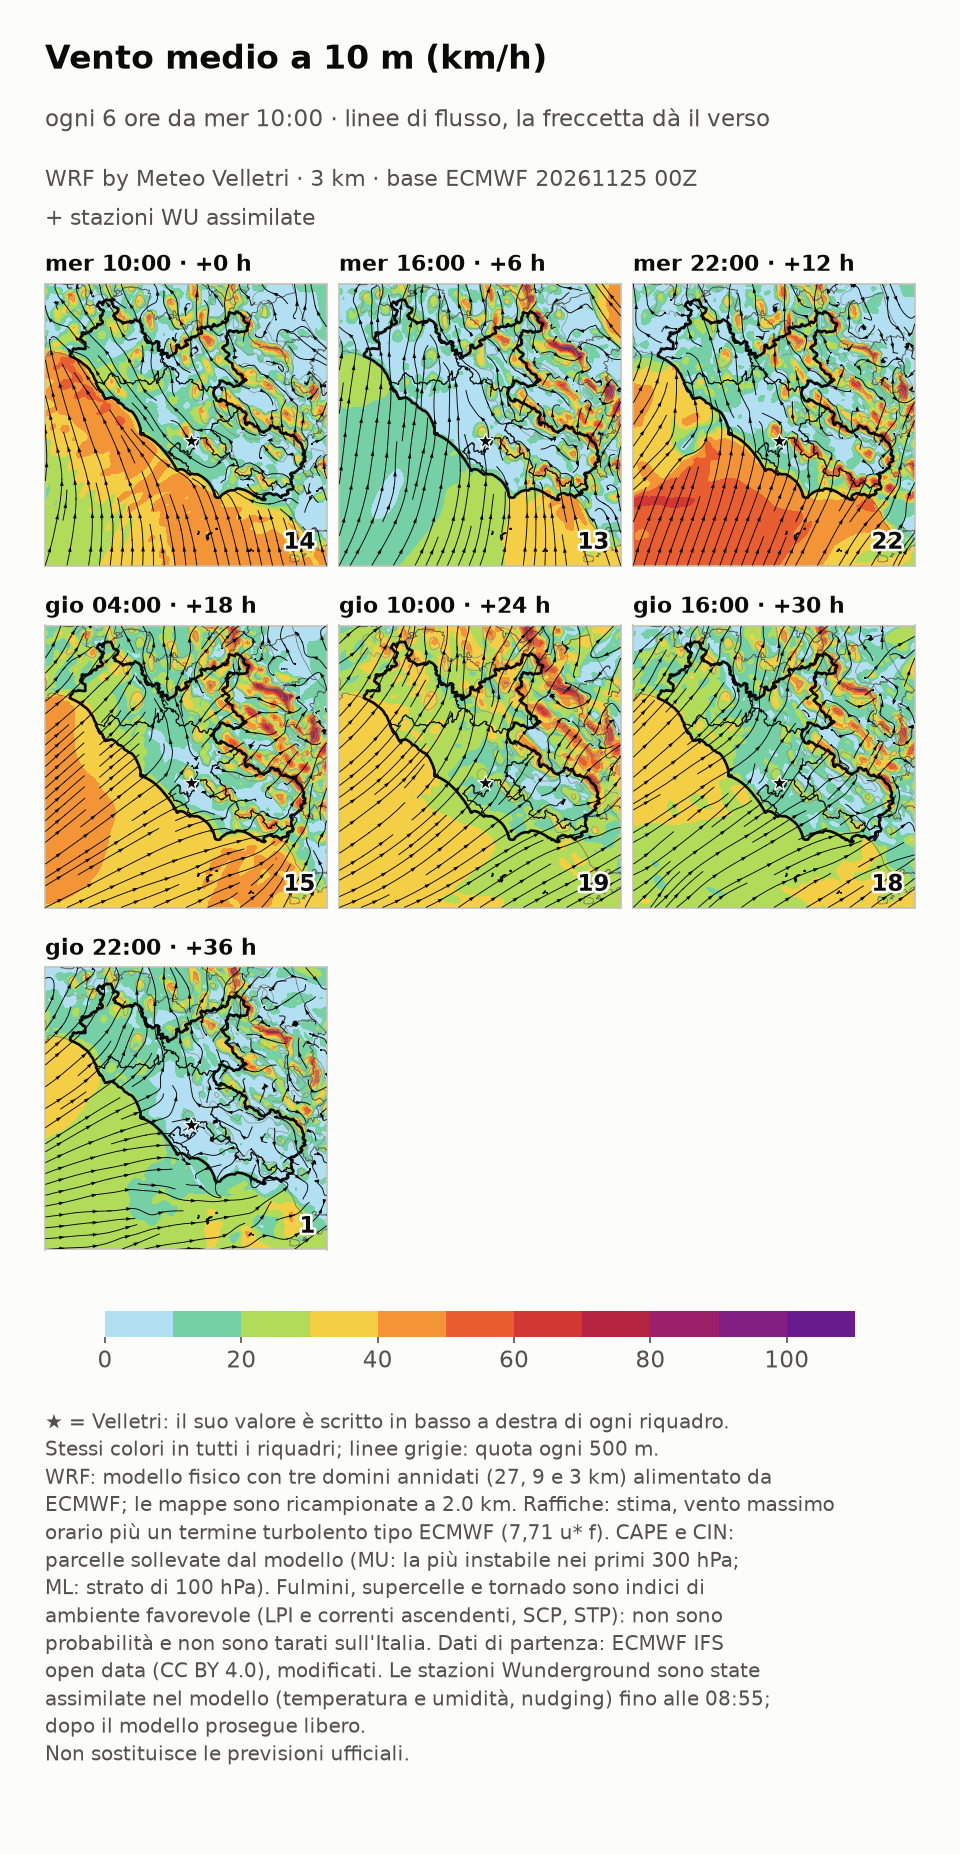 Vento medio a 10 m (km/h)
ogni 6 ore da mer 10:00 · linee di flusso, la freccetta dà il verso
WRF by Meteo Velletri · 3 km · base ECMWF 20261125 00Z
+ stazioni WU assimilate
mer 10:00 · +0 h
mer 16:00 · +6 h
mer 22:00 · +12 h
14
13
22
gio 04:00 · +18 h
gio 10:00 · +24 h
gio 16:00 · +30 h
15
19
18
gio 22:00 · +36 h
1
0 20 40 60 80 100
★ = Velletri: il suo valore è scritto in basso a destra di ogni riquadro.
Stessi colori in tutti i riquadri; linee grigie: quota ogni 500 m.
WRF: modello fisico con tre domini annidati (27, 9 e 3 km) alimentato da
ECMWF; le mappe sono ricampionate a 2.0 km. Raffiche: stima, vento massimo
orario più un termine turbolento tipo ECMWF (7,71 u* f). CAPE e CIN:
parcelle sollevate dal modello (MU: la più instabile nei primi 300 hPa;
ML: strato di 100 hPa). Fulmini, supercelle e tornado sono indici di
ambiente favorevole (LPI e correnti ascendenti, SCP, STP): non sono
probabilità e non sono tarati sull'Italia. Dati di partenza: ECMWF IFS
open data (CC BY 4.0), modificati. Le stazioni Wunderground sono state
assimilate nel modello (temperatura e umidità, nudging) fino alle 08:55;
dopo il modello prosegue libero.
Non sostituisce le previsioni ufficiali.